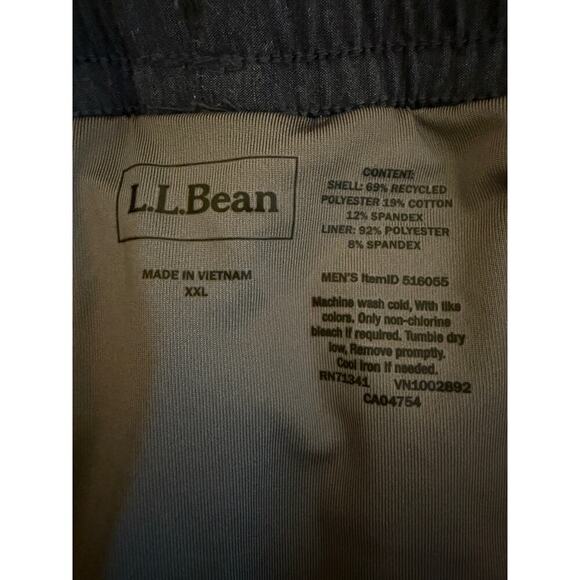 L.L.Bean
MADE IN VIETNAM
XXL
CONTENT:
SHELL: 69% RECYCLED
POLYESTER 19% COTTON
12% SPANDEX
LINER: 92% POLYESTER
8% SPANDEX
MEN'S ItemID 516055
Machine wash cold, With like
colors. Only non-chlorine
bleach if required. Tumble dry
low, Remove promptly.
Cool iron if needed.
RN71341 VN1002892
CA04754